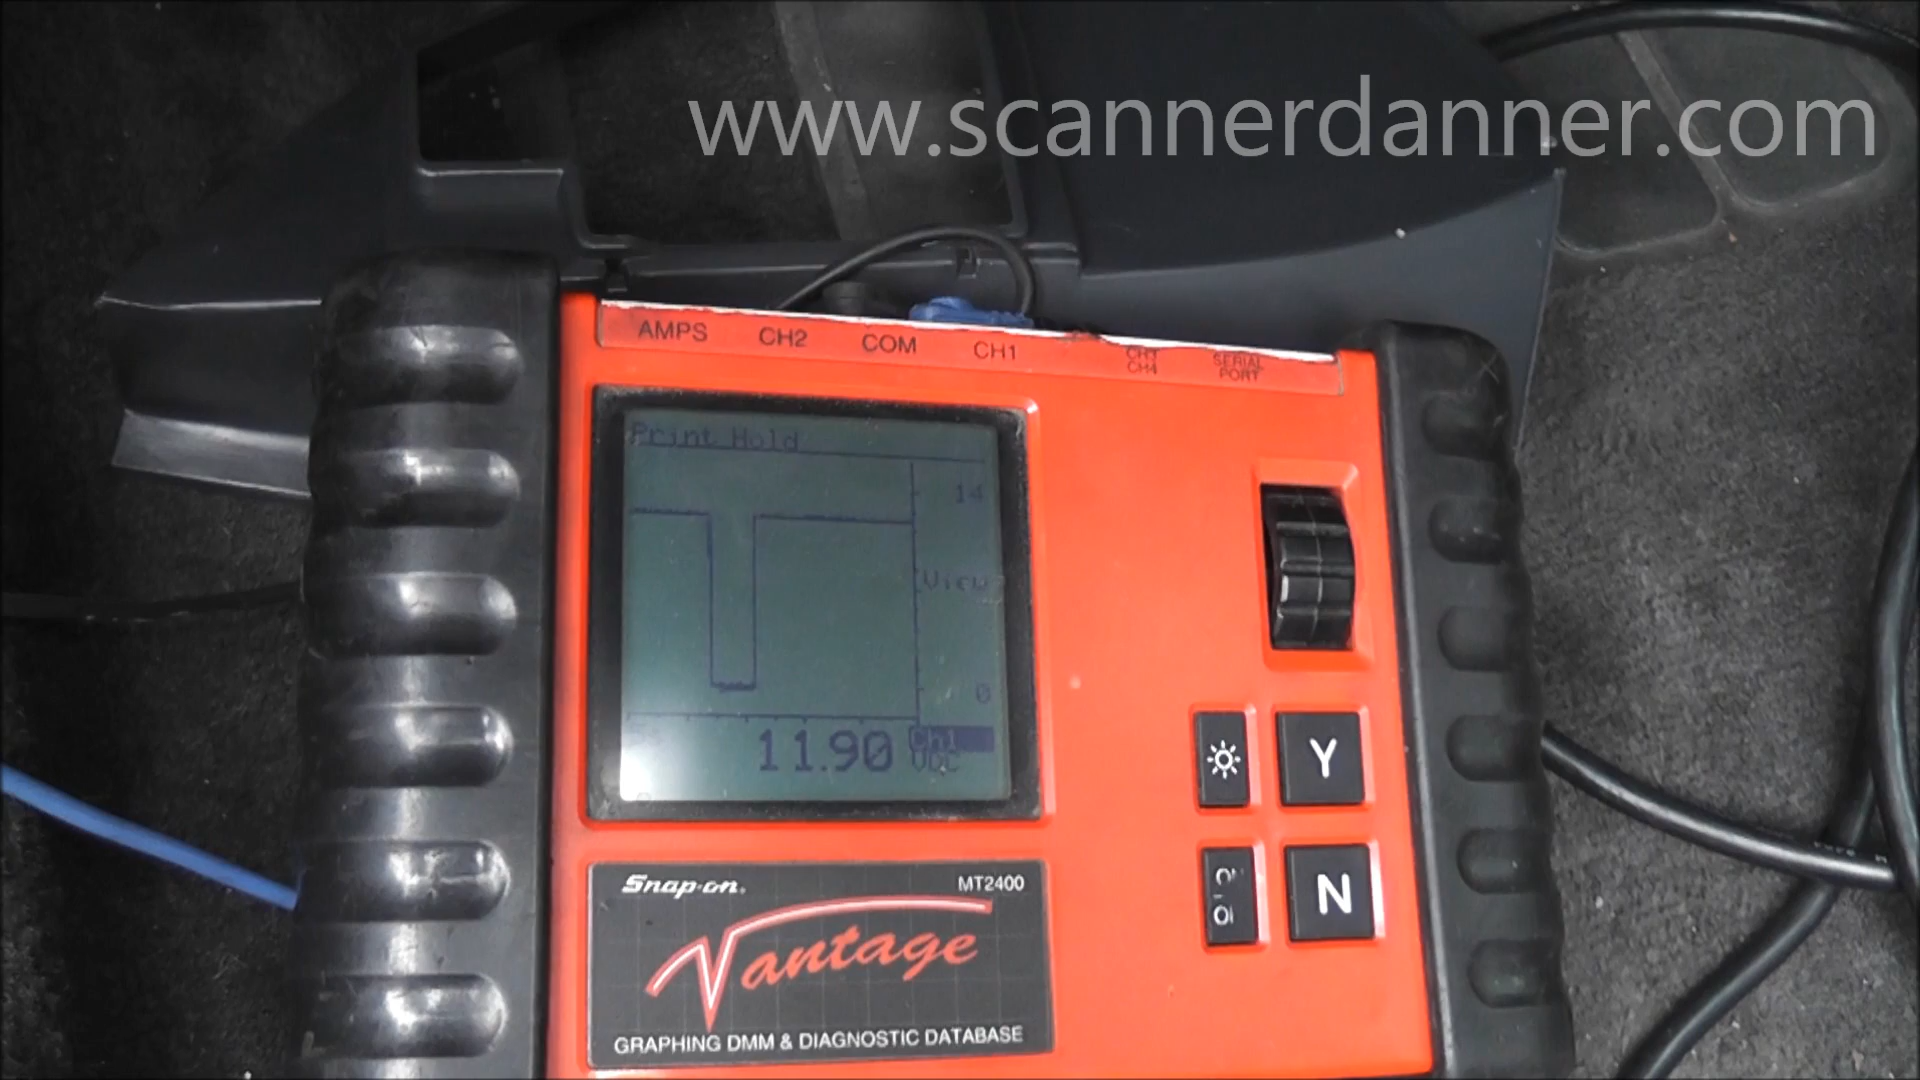 www.scannerdanner.com
AMPS CH2 COM CH1 CH3 SERIAL
CH4 PORT
Print Hold
14
View
0
11.90 Ch1
VDC
Y
N
Snap-on® MT2400
Vantage
GRAPHING DMM & DIAGNOSTIC DATABASE